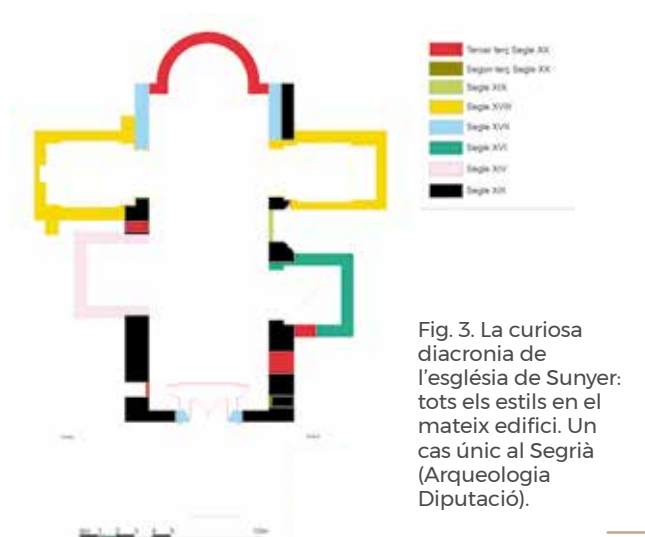 Tercer terç Segle XX
Segon terç Segle XX
Segle XIX
Segle XVIII
Segle XVII
Segle XVI
Segle XIV
Segle XIII
Fig. 3. La curiosa
diacronia de
l'església de Sunyer:
tots els estils en el
mateix edifici. Un
cas únic al Segrià
(Arqueologia
Diputació).